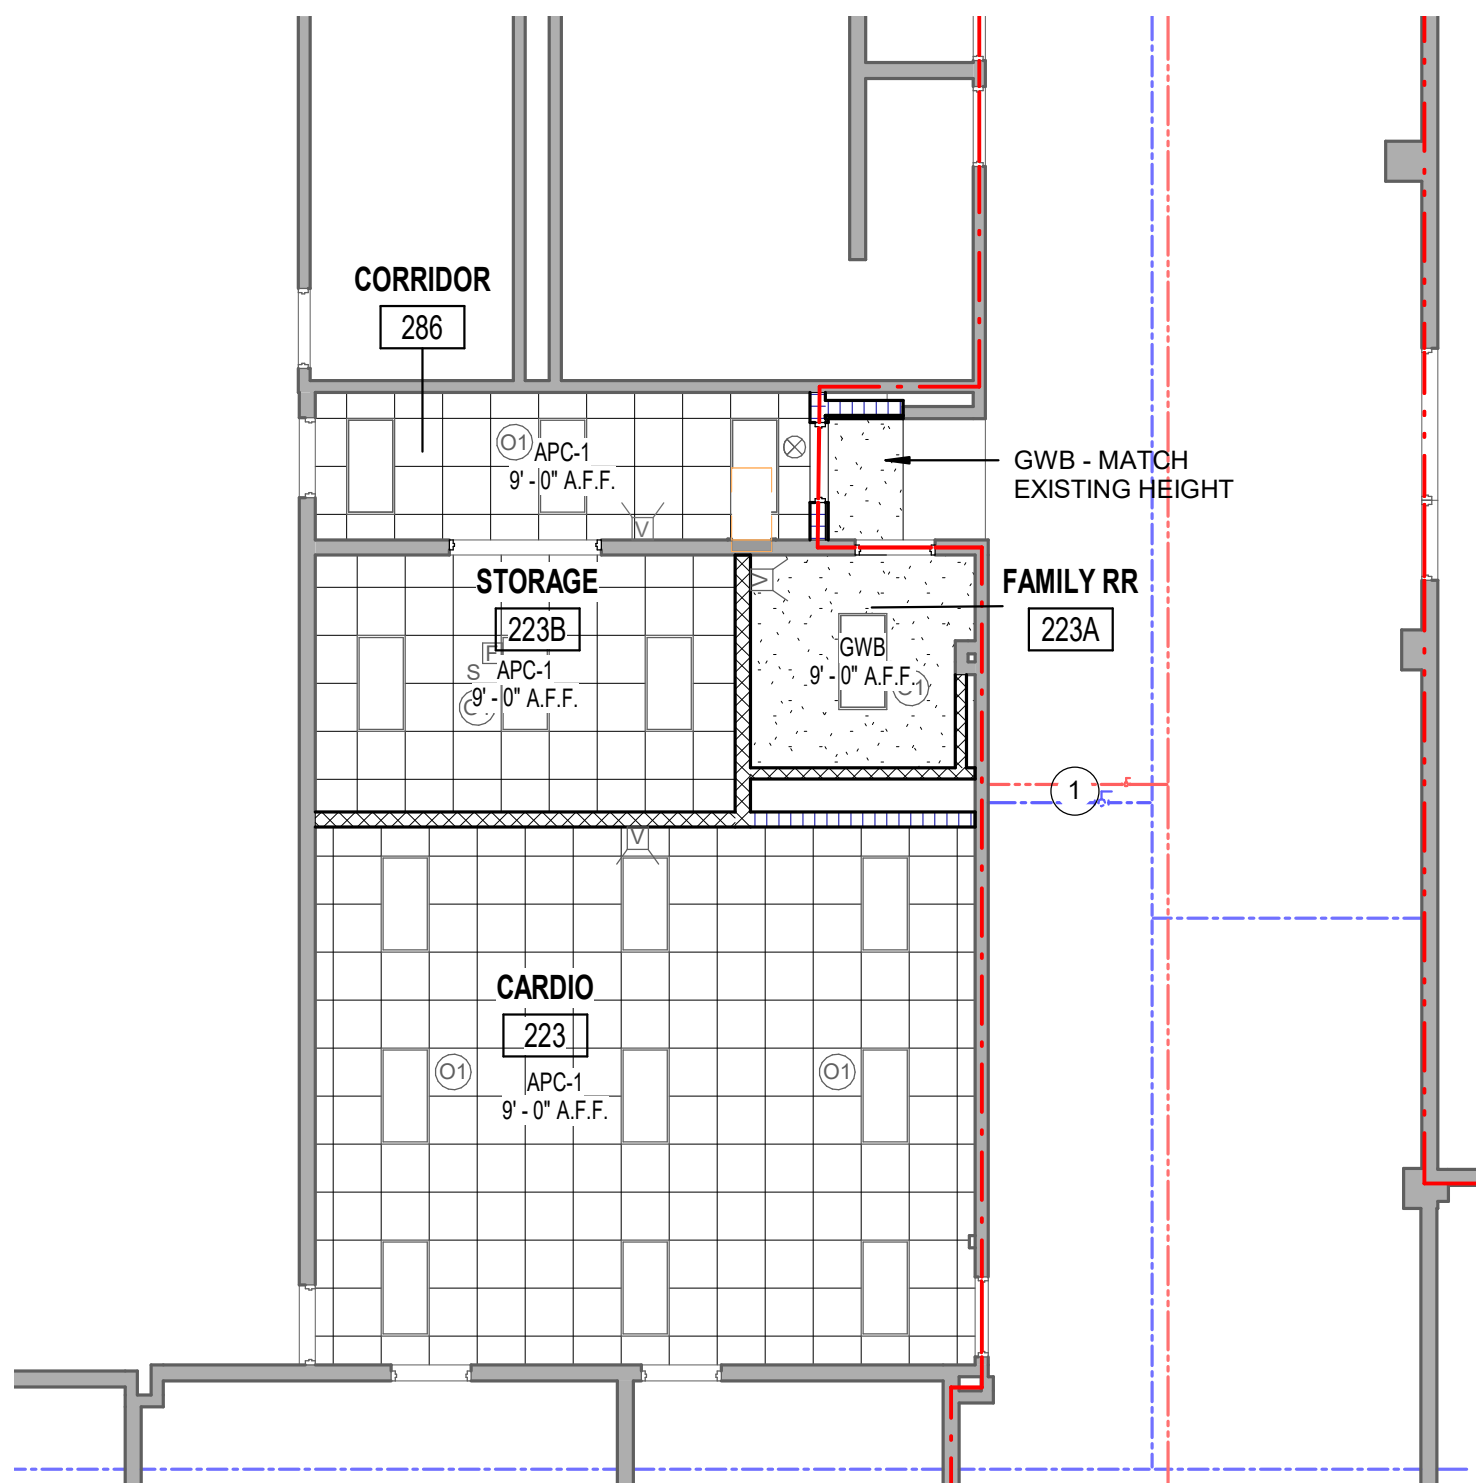 CORRIDOR
286
O1
APC-1
9' - 0" A.F.F.
V
GWB - MATCH
EXISTING HEIGHT
STORAGE
223B
F
S
APC-1
9' - 0" A.F.F.
V
FAMILY RR
223A
GWB
9' - 0" A.F.F.
1
V
CARDIO
223
O1
O1
APC-1
9' - 0" A.F.F.